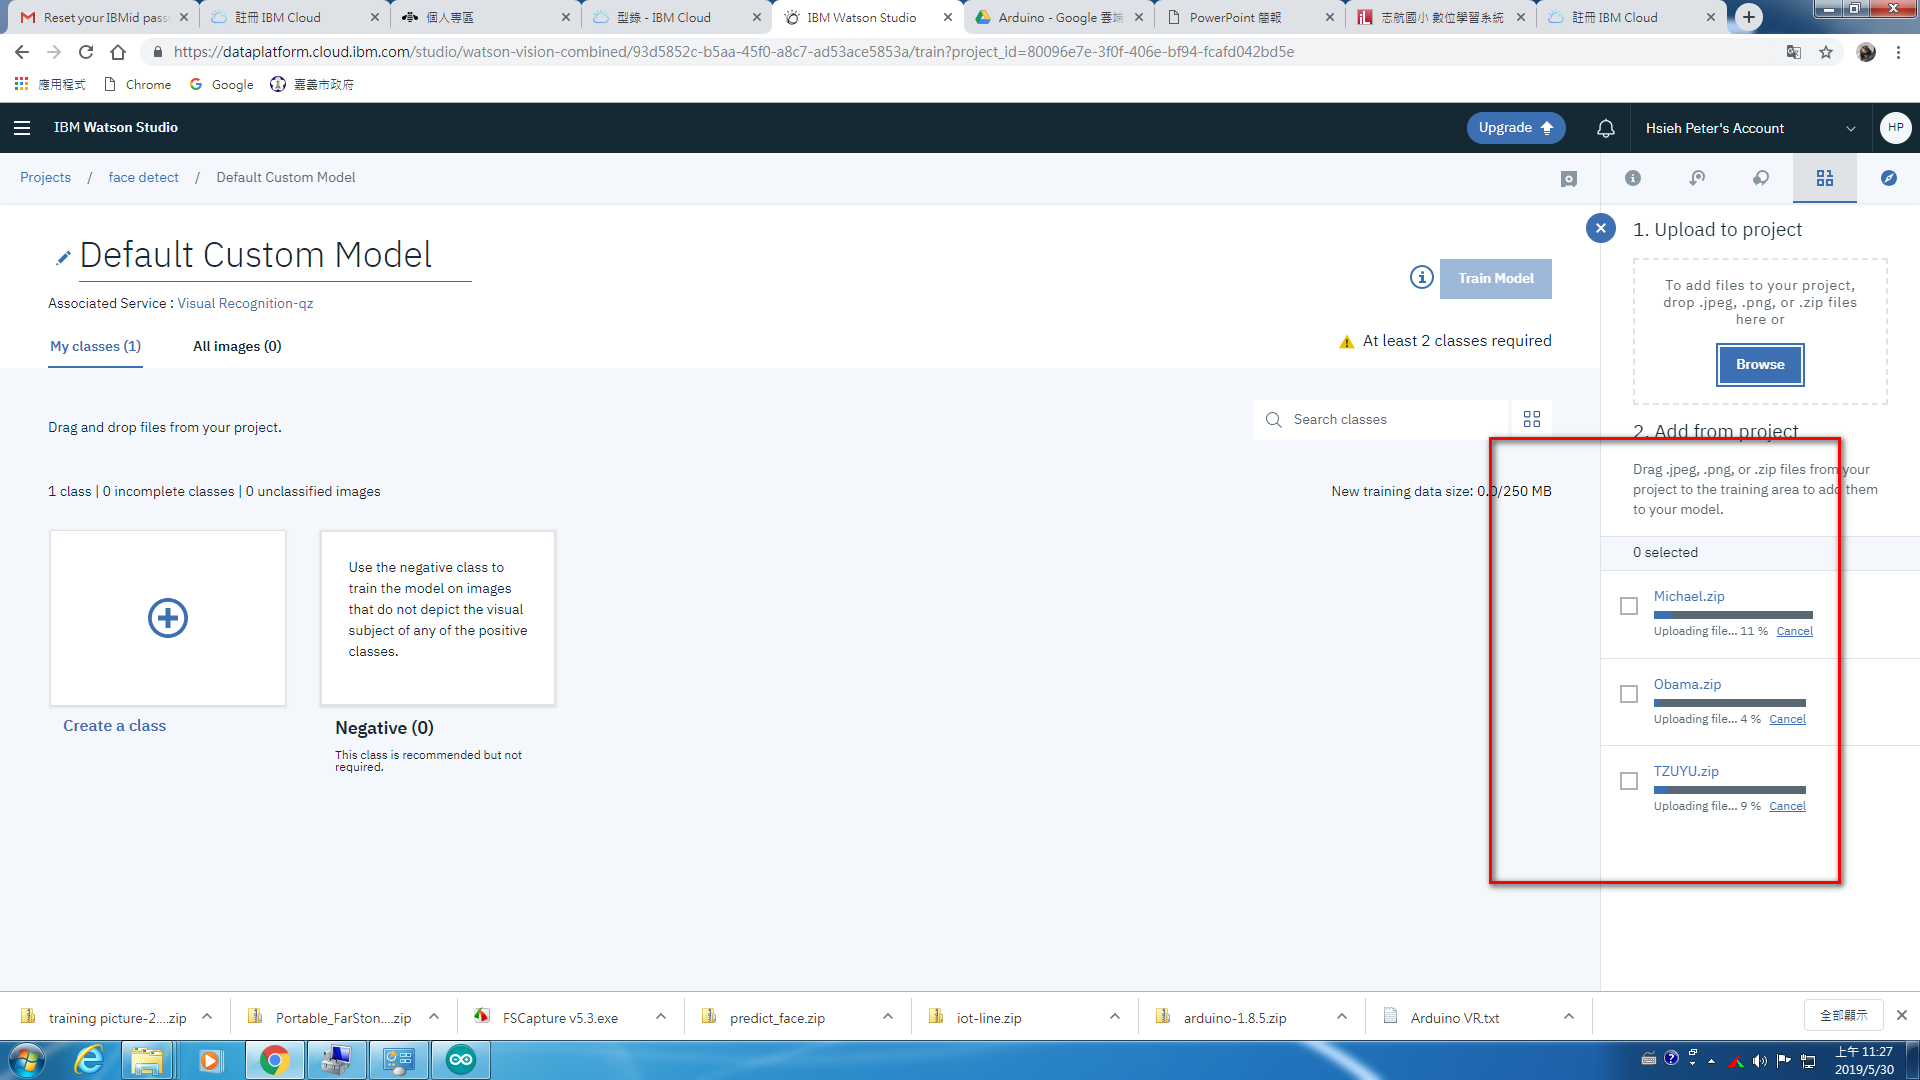 Reset your IBMid passw
註冊 IBM Cloud
個人專區
型錄 - IBM Cloud
IBM Watson Studio
Arduino - Google 雲端
PowerPoint 簡報
志航國小 數位學習系統
註冊 IBM Cloud
https://dataplatform.cloud.ibm.com/studio/watson-vision-combined/93d5852c-b5aa-45f0-a8c7-ad53ace5853a/train?project_id=80096e7e-3f0f-406e-bf94-fcafd042bd5e
應用程式
Chrome
Google
嘉義市政府
IBM Watson Studio
Upgrade
Hsieh Peter's Account
HP
Projects / face detect / Default Custom Model
Default Custom Model
Train Model
Associated Service : Visual Recognition-qz
My classes (1)
All images (0)
At least 2 classes required
Drag and drop files from your project.
Search classes
1 class | 0 incomplete classes | 0 unclassified images
New training data size: 0.0/250 MB
Create a class
Use the negative class to
train the model on images
that do not depict the visual
subject of any of the positive
classes.
Negative (0)
This class is recommended but not
required.
1. Upload to project
To add files to your project,
drop .jpeg, .png, or .zip files
here or
Browse
2. Add from project
Drag .jpeg, .png, or .zip files from your
project to the training area to add them
to your model.
0 selected
Michael.zip
Uploading file... 11 % Cancel
Obama.zip
Uploading file... 4 % Cancel
TZUYU.zip
Uploading file... 9 % Cancel
training picture-2....zip
Portable_FarSton....zip
FSCapture v5.3.exe
predict_face.zip
iot-line.zip
arduino-1.8.5.zip
Arduino VR.txt
全部顯示
上午 11:27
2019/5/30